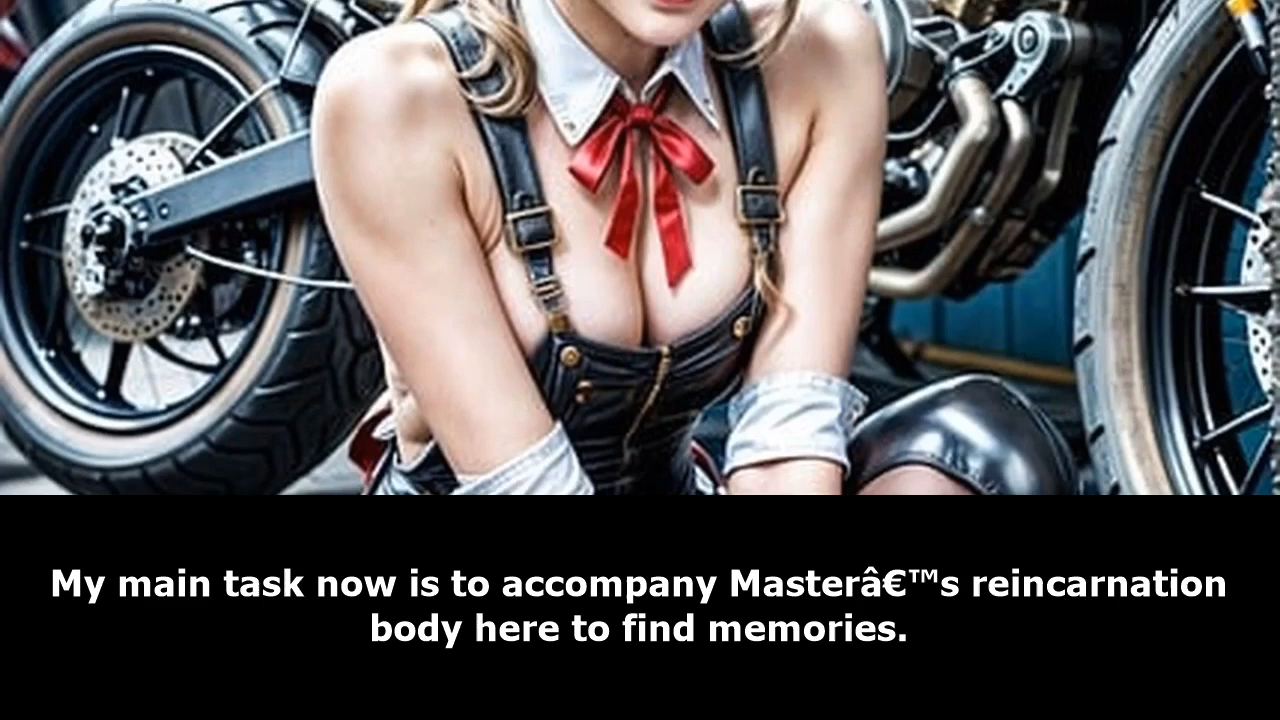 My main task now is to accompany Masterâ€™s reincarnation
body here to find memories.